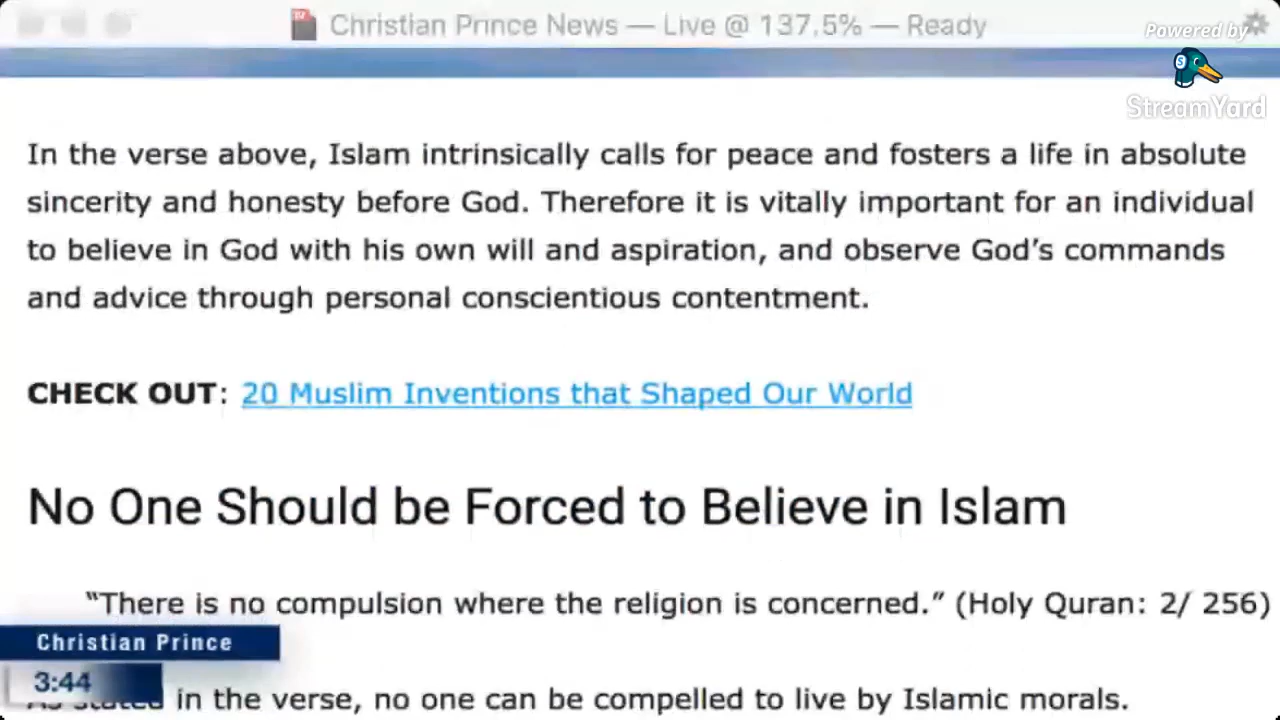 Christian Prince News — Live @ 137.5% — Ready
Powered by
StreamYard
In the verse above, Islam intrinsically calls for peace and fosters a life in absolute
sincerity and honesty before God. Therefore it is vitally important for an individual
to believe in God with his own will and aspiration, and observe God’s commands
and advice through personal conscientious contentment.
CHECK OUT: 20 Muslim Inventions that Shaped Our World
No One Should be Forced to Believe in Islam
“There is no compulsion where the religion is concerned.” (Holy Quran: 2/ 256)
Christian Prince
3:44
in the verse, no one can be compelled to live by Islamic morals.